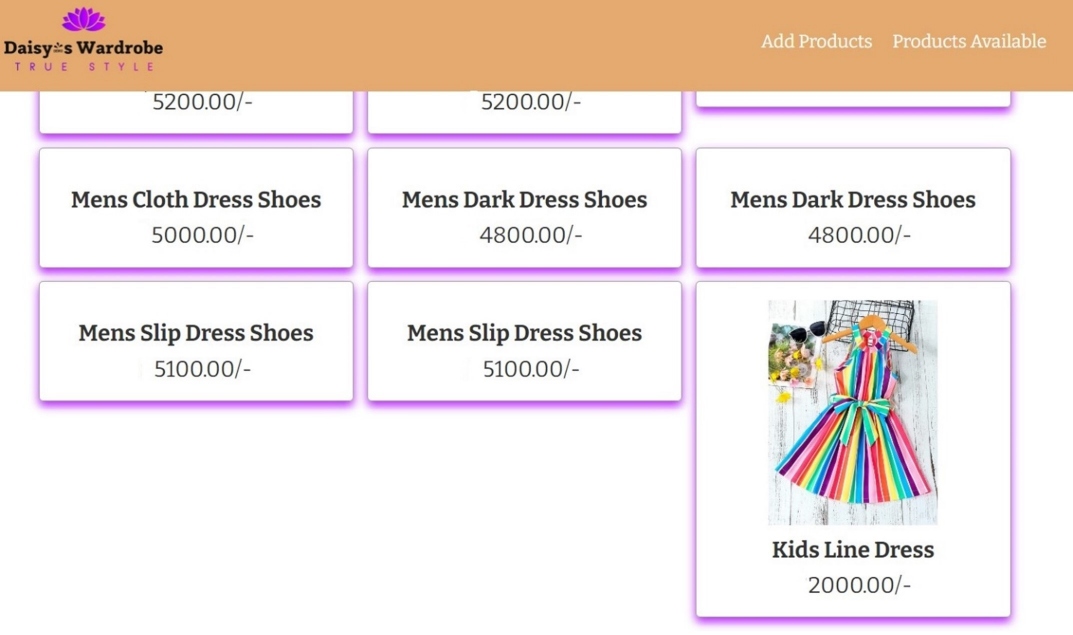 Daisy's Wardrobe
TRUE STYLE
Add Products Products Available
5200.00/-
5200.00/-
Mens Cloth Dress Shoes
5000.00/-
Mens Dark Dress Shoes
4800.00/-
Mens Dark Dress Shoes
4800.00/-
Mens Slip Dress Shoes
5100.00/-
Mens Slip Dress Shoes
5100.00/-
Kids Line Dress
2000.00/-